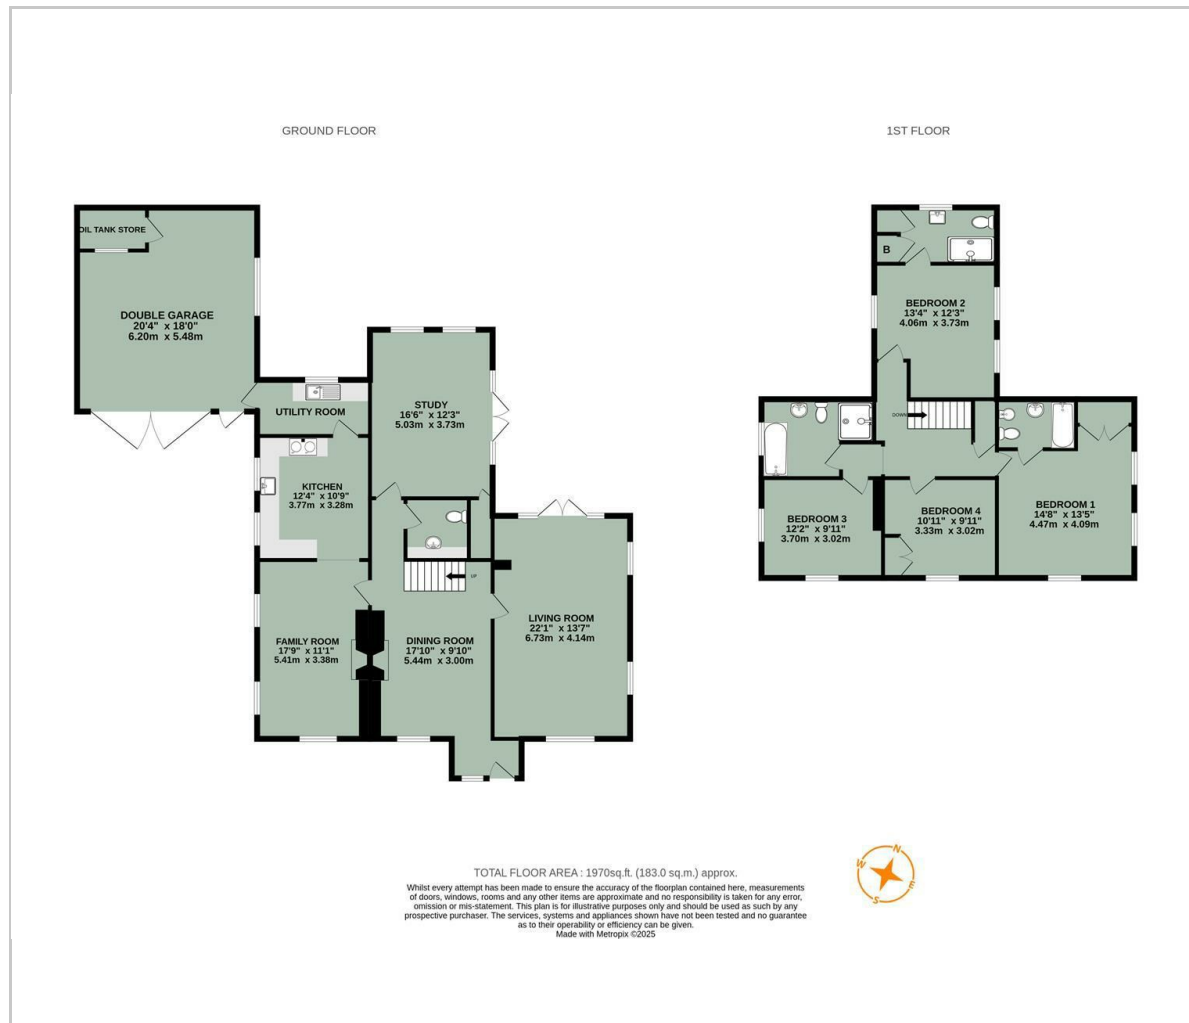 GROUND FLOOR
1ST FLOOR
OIL TANK STORE
DOUBLE GARAGE
20'4" x 18'0"
6.20m x 5.48m
UTILITY ROOM
STUDY
16'6" x 12'3"
5.03m x 3.73m
KITCHEN
12'4" x 10'9"
3.77m x 3.28m
UP
FAMILY ROOM
17'9" x 11'1"
5.41m x 3.38m
DINING ROOM
17'10" x 9'10"
5.44m x 3.00m
LIVING ROOM
22'1" x 13'7"
6.73m x 4.14m
B
BEDROOM 2
13'4" x 12'3"
4.06m x 3.73m
DOWN
BEDROOM 3
12'2" x 9'11"
3.70m x 3.02m
BEDROOM 4
10'11" x 9'11"
3.33m x 3.02m
BEDROOM 1
14'8" x 13'5"
4.47m x 4.09m
N
W
E
S
TOTAL FLOOR AREA : 1970sq.ft. (183.0 sq.m.) approx.
Whilst every attempt has been made to ensure the accuracy of the floorplan contained here, measurements
of doors, windows, rooms and any other items are approximate and no responsibility is taken for any error,
omission or mis-statement. This plan is for illustrative purposes only and should be used as such by any
prospective purchaser. The services, systems and appliances shown have not been tested and no guarantee
as to their operability or efficiency can be given.
Made with Metropix ©2025